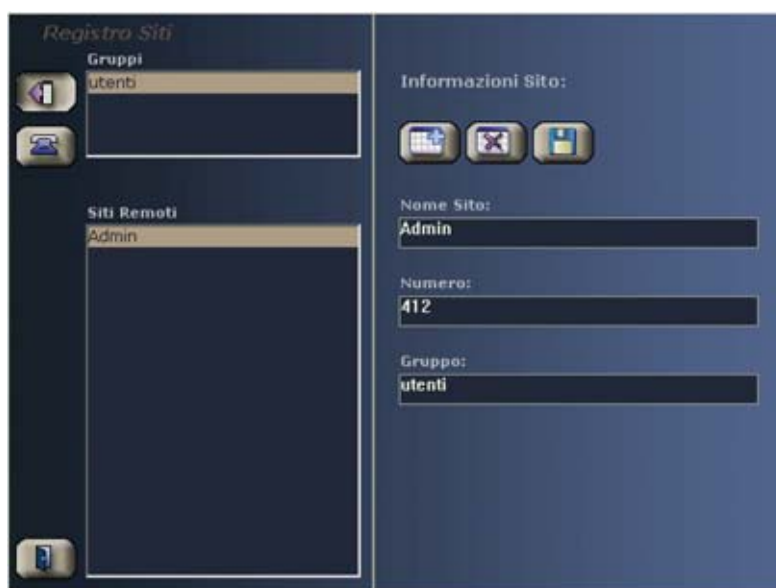 Registro Siti
Gruppi
utenti
Siti Remoti
Admin
Informazioni Sito:
Nome Sito:
Admin
Numero:
412
Gruppo:
utenti